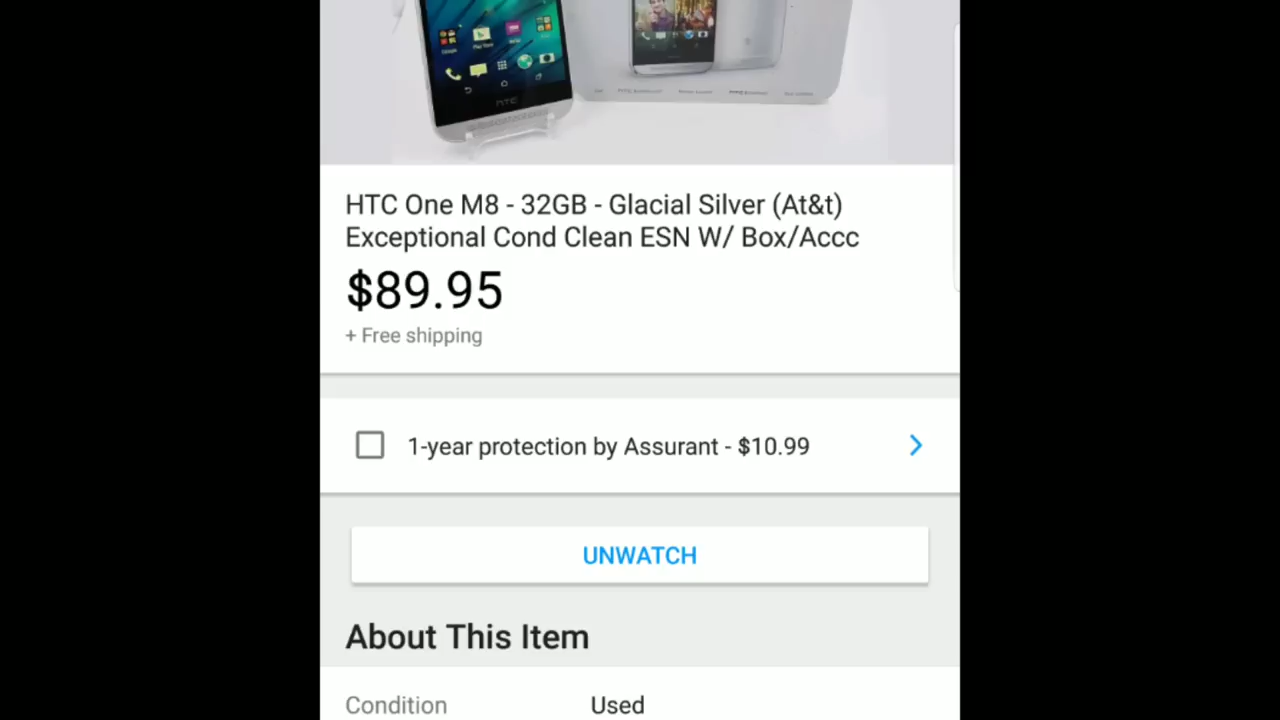 hTC
HTC One M8 - 32GB - Glacial Silver (At&t)
Exceptional Cond Clean ESN W/ Box/Accc
$89.95
+ Free shipping
1-year protection by Assurant - $10.99
UNWATCH
About This Item
Condition Used